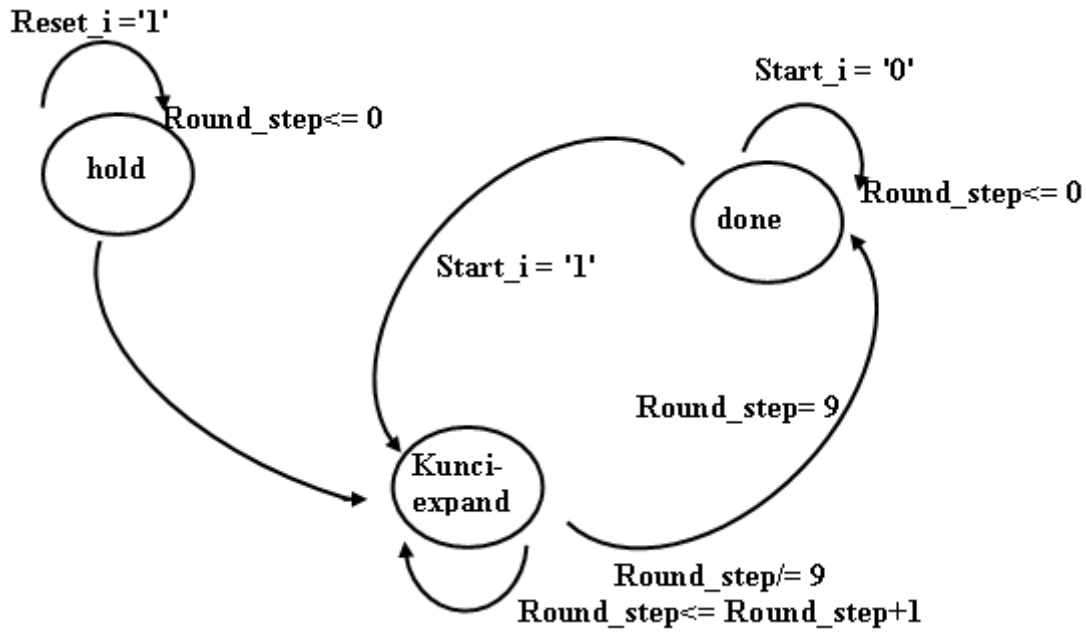 Reset_i ='1'
Round_step<= 0
hold
Start_i = '0'
Round_step<= 0
done
Start_i = '1'
Round_step= 9
Kunci-
expand
Round_step/= 9
Round_step<= Round_step+1